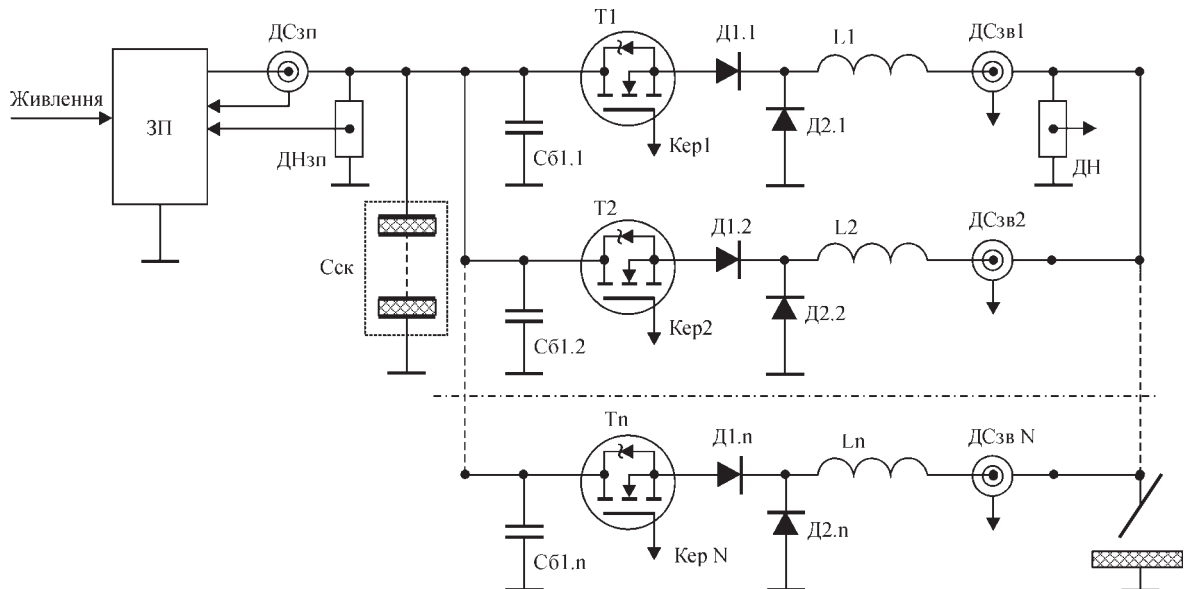 Живлення
ЗП
ДСзп
ДНзп
Сск
Сб1.1
Т1
Кер1
Д1.1
Д2.1
L1
ДСзв1
ДН
Сб1.2
Т2
Кер2
Д1.2
Д2.2
L2
ДСзв2
Сб1.n
Тn
Кер N
Д1.n
Д2.n
Ln
ДСзв N